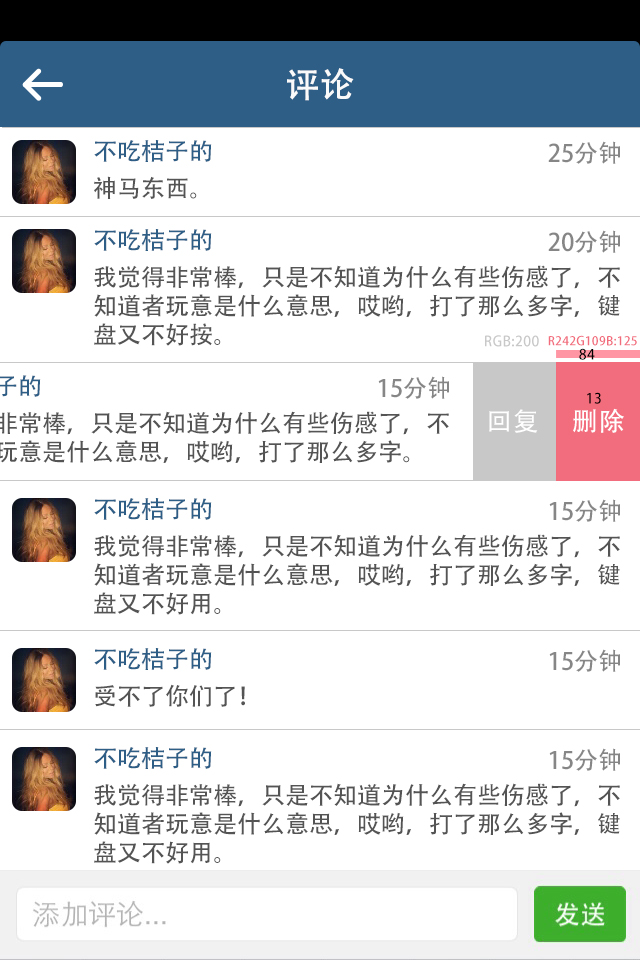 评论
不吃桔子的
25分钟
神马东西。
不吃桔子的
20分钟
我觉得非常棒，只是不知道为什么有些伤感了，不
知道者玩意是什么意思，哎哟，打了那么多字，键
盘又不好按。
RGB:200
R242G109B:125
84
子的
15分钟
13
非常棒，只是不知道为什么有些伤感了，不
玩意是什么意思，哎哟，打了那么多字。
回复
删除
不吃桔子的
15分钟
我觉得非常棒，只是不知道为什么有些伤感了，不
知道者玩意是什么意思，哎哟，打了那么多字，键
盘又不好用。
不吃桔子的
15分钟
受不了你们了！
不吃桔子的
15分钟
我觉得非常棒，只是不知道为什么有些伤感了，不
知道者玩意是什么意思，哎哟，打了那么多字，键
盘又不好用。
添加评论...
发送